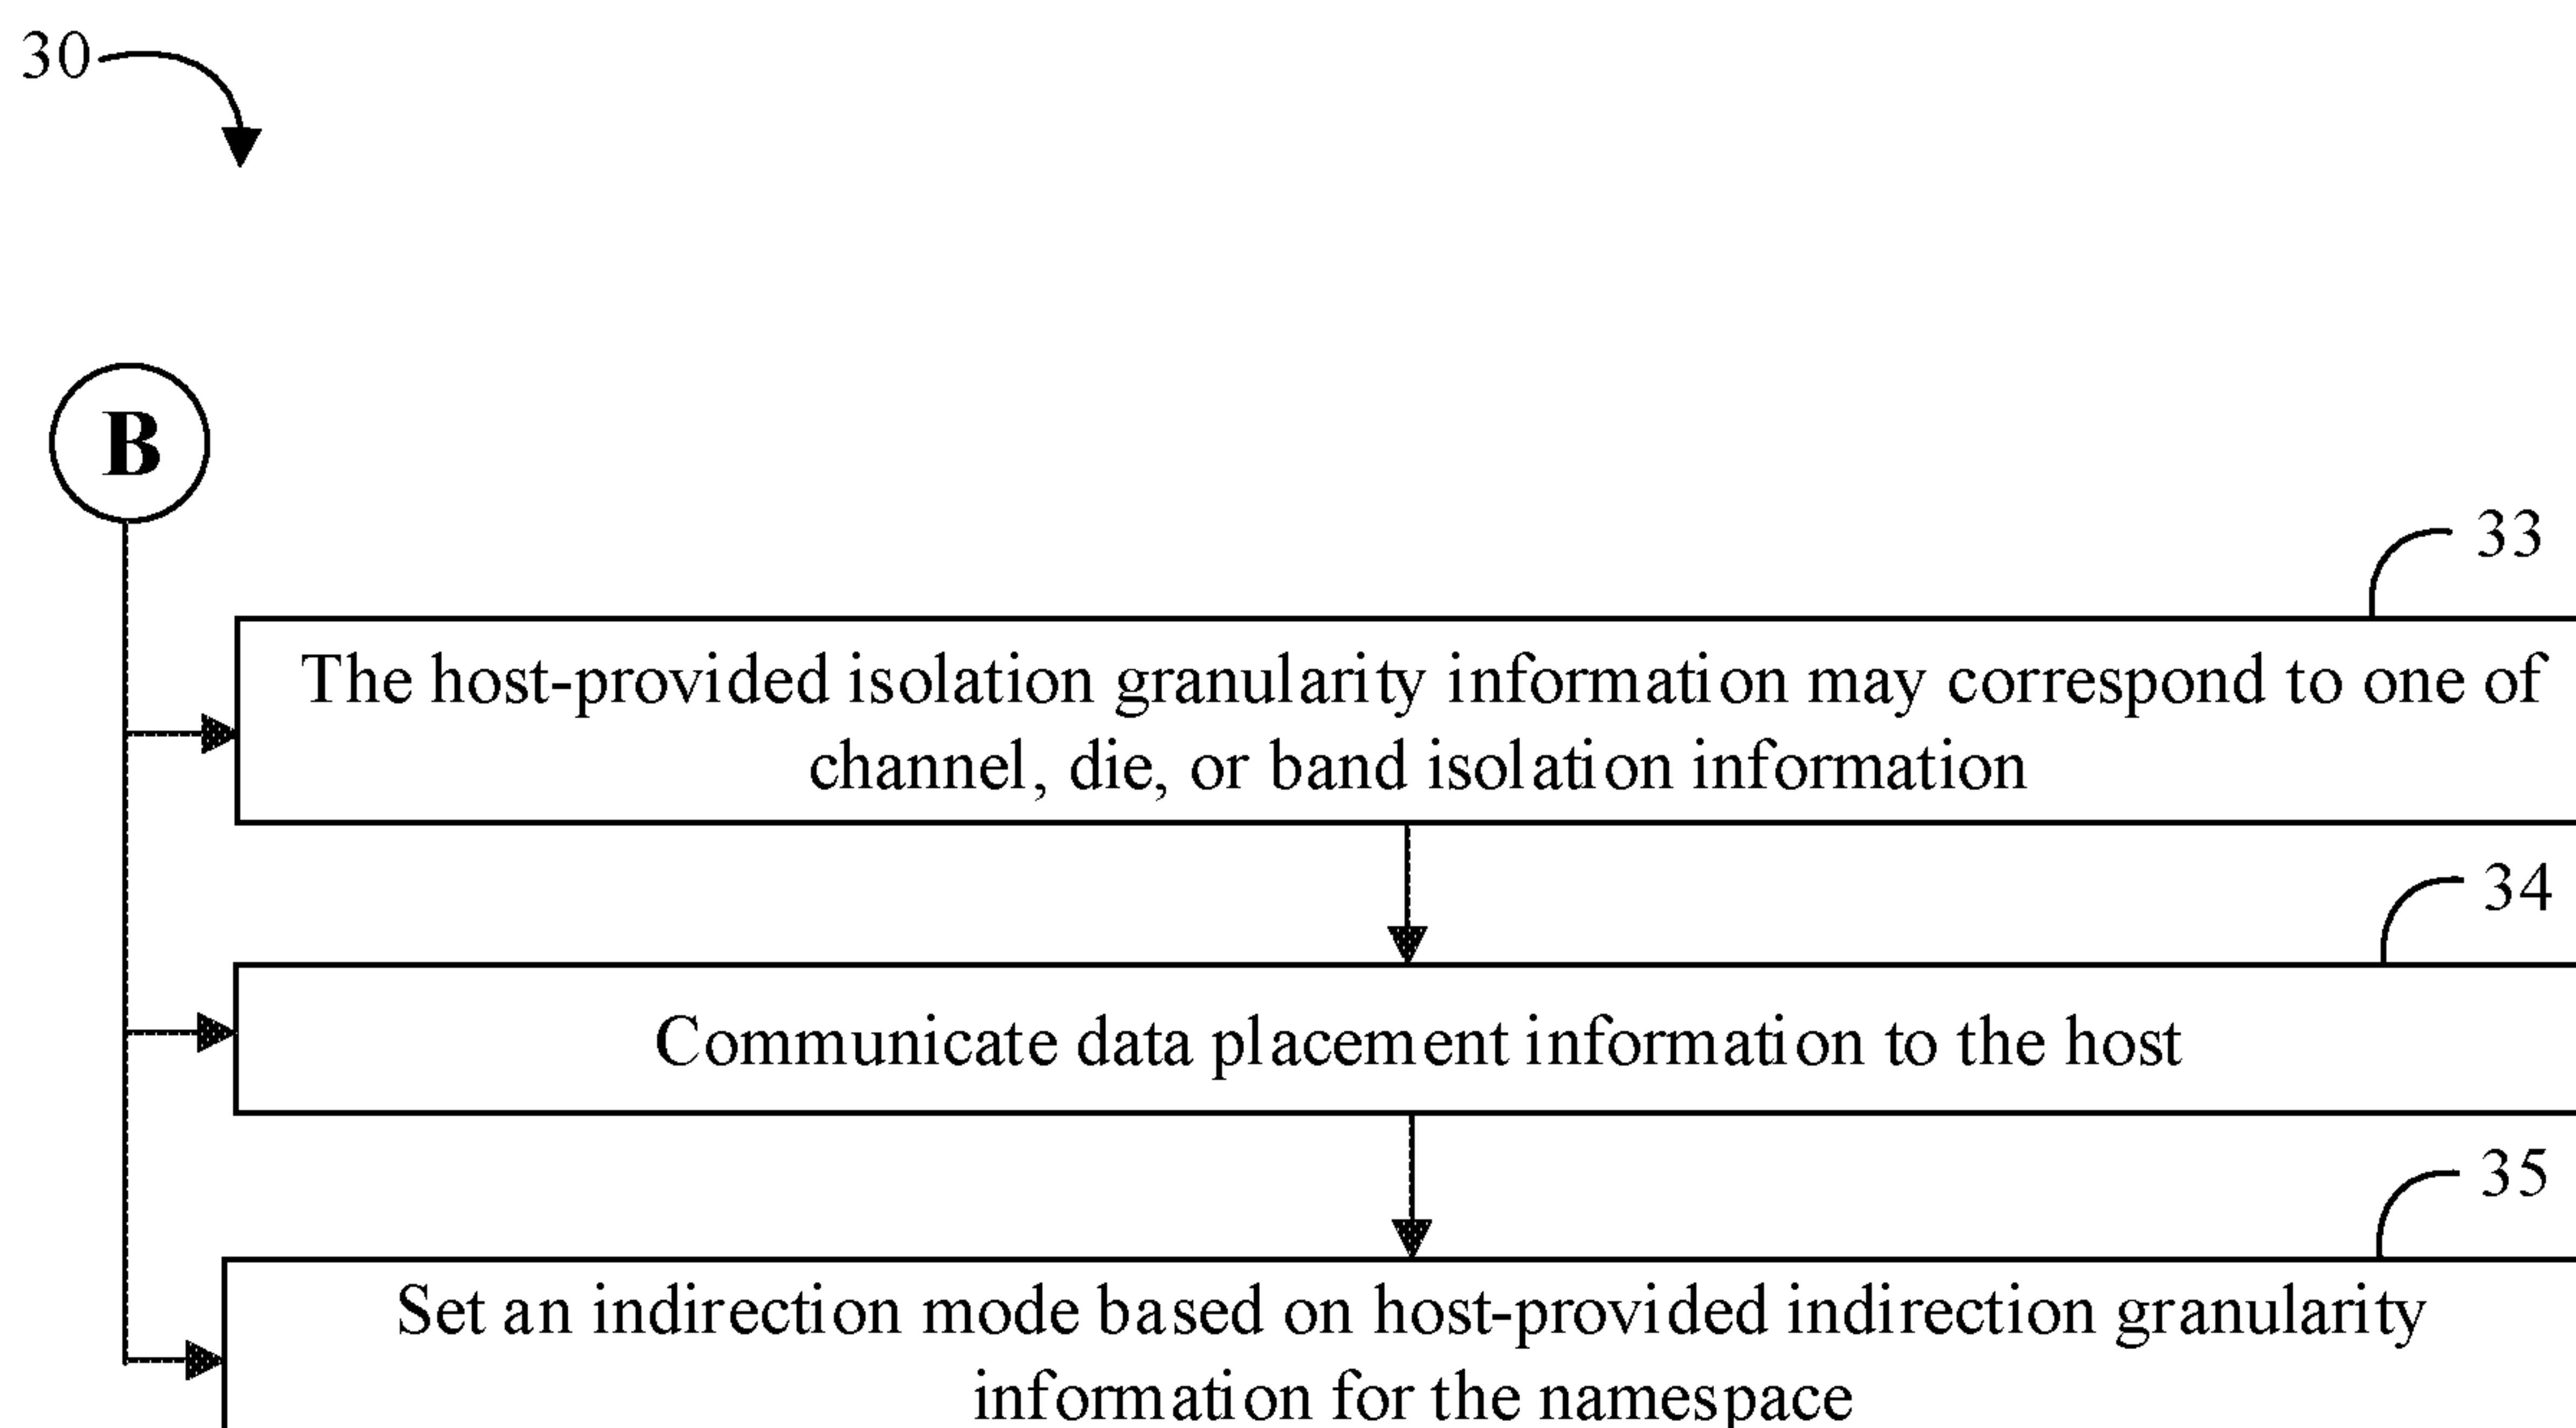 30
B
33
The host-provided isolation granularity information may correspond to one of
channel, die, or band isolation information
34
Communicate data placement information to the host
35
Set an indirection mode based on host-provided indirection granularity
information for the namespace